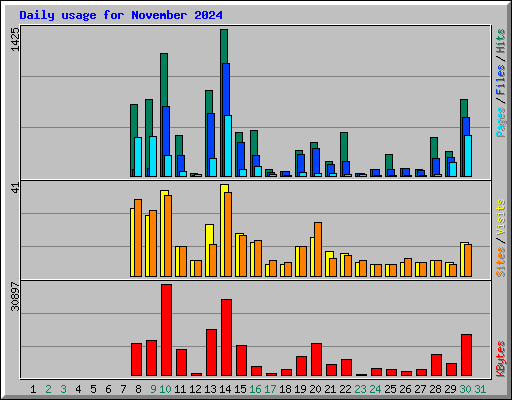 Daily usage for November 2024
1425
Pages / Files / Hits
41
Sites / Visits
30897
KBytes
1 2 3 4 5 6 7 8 9 10 11 12 13 14 15 16 17 18 19 20 21 22 23 24 25 26 27 28 29 30 31